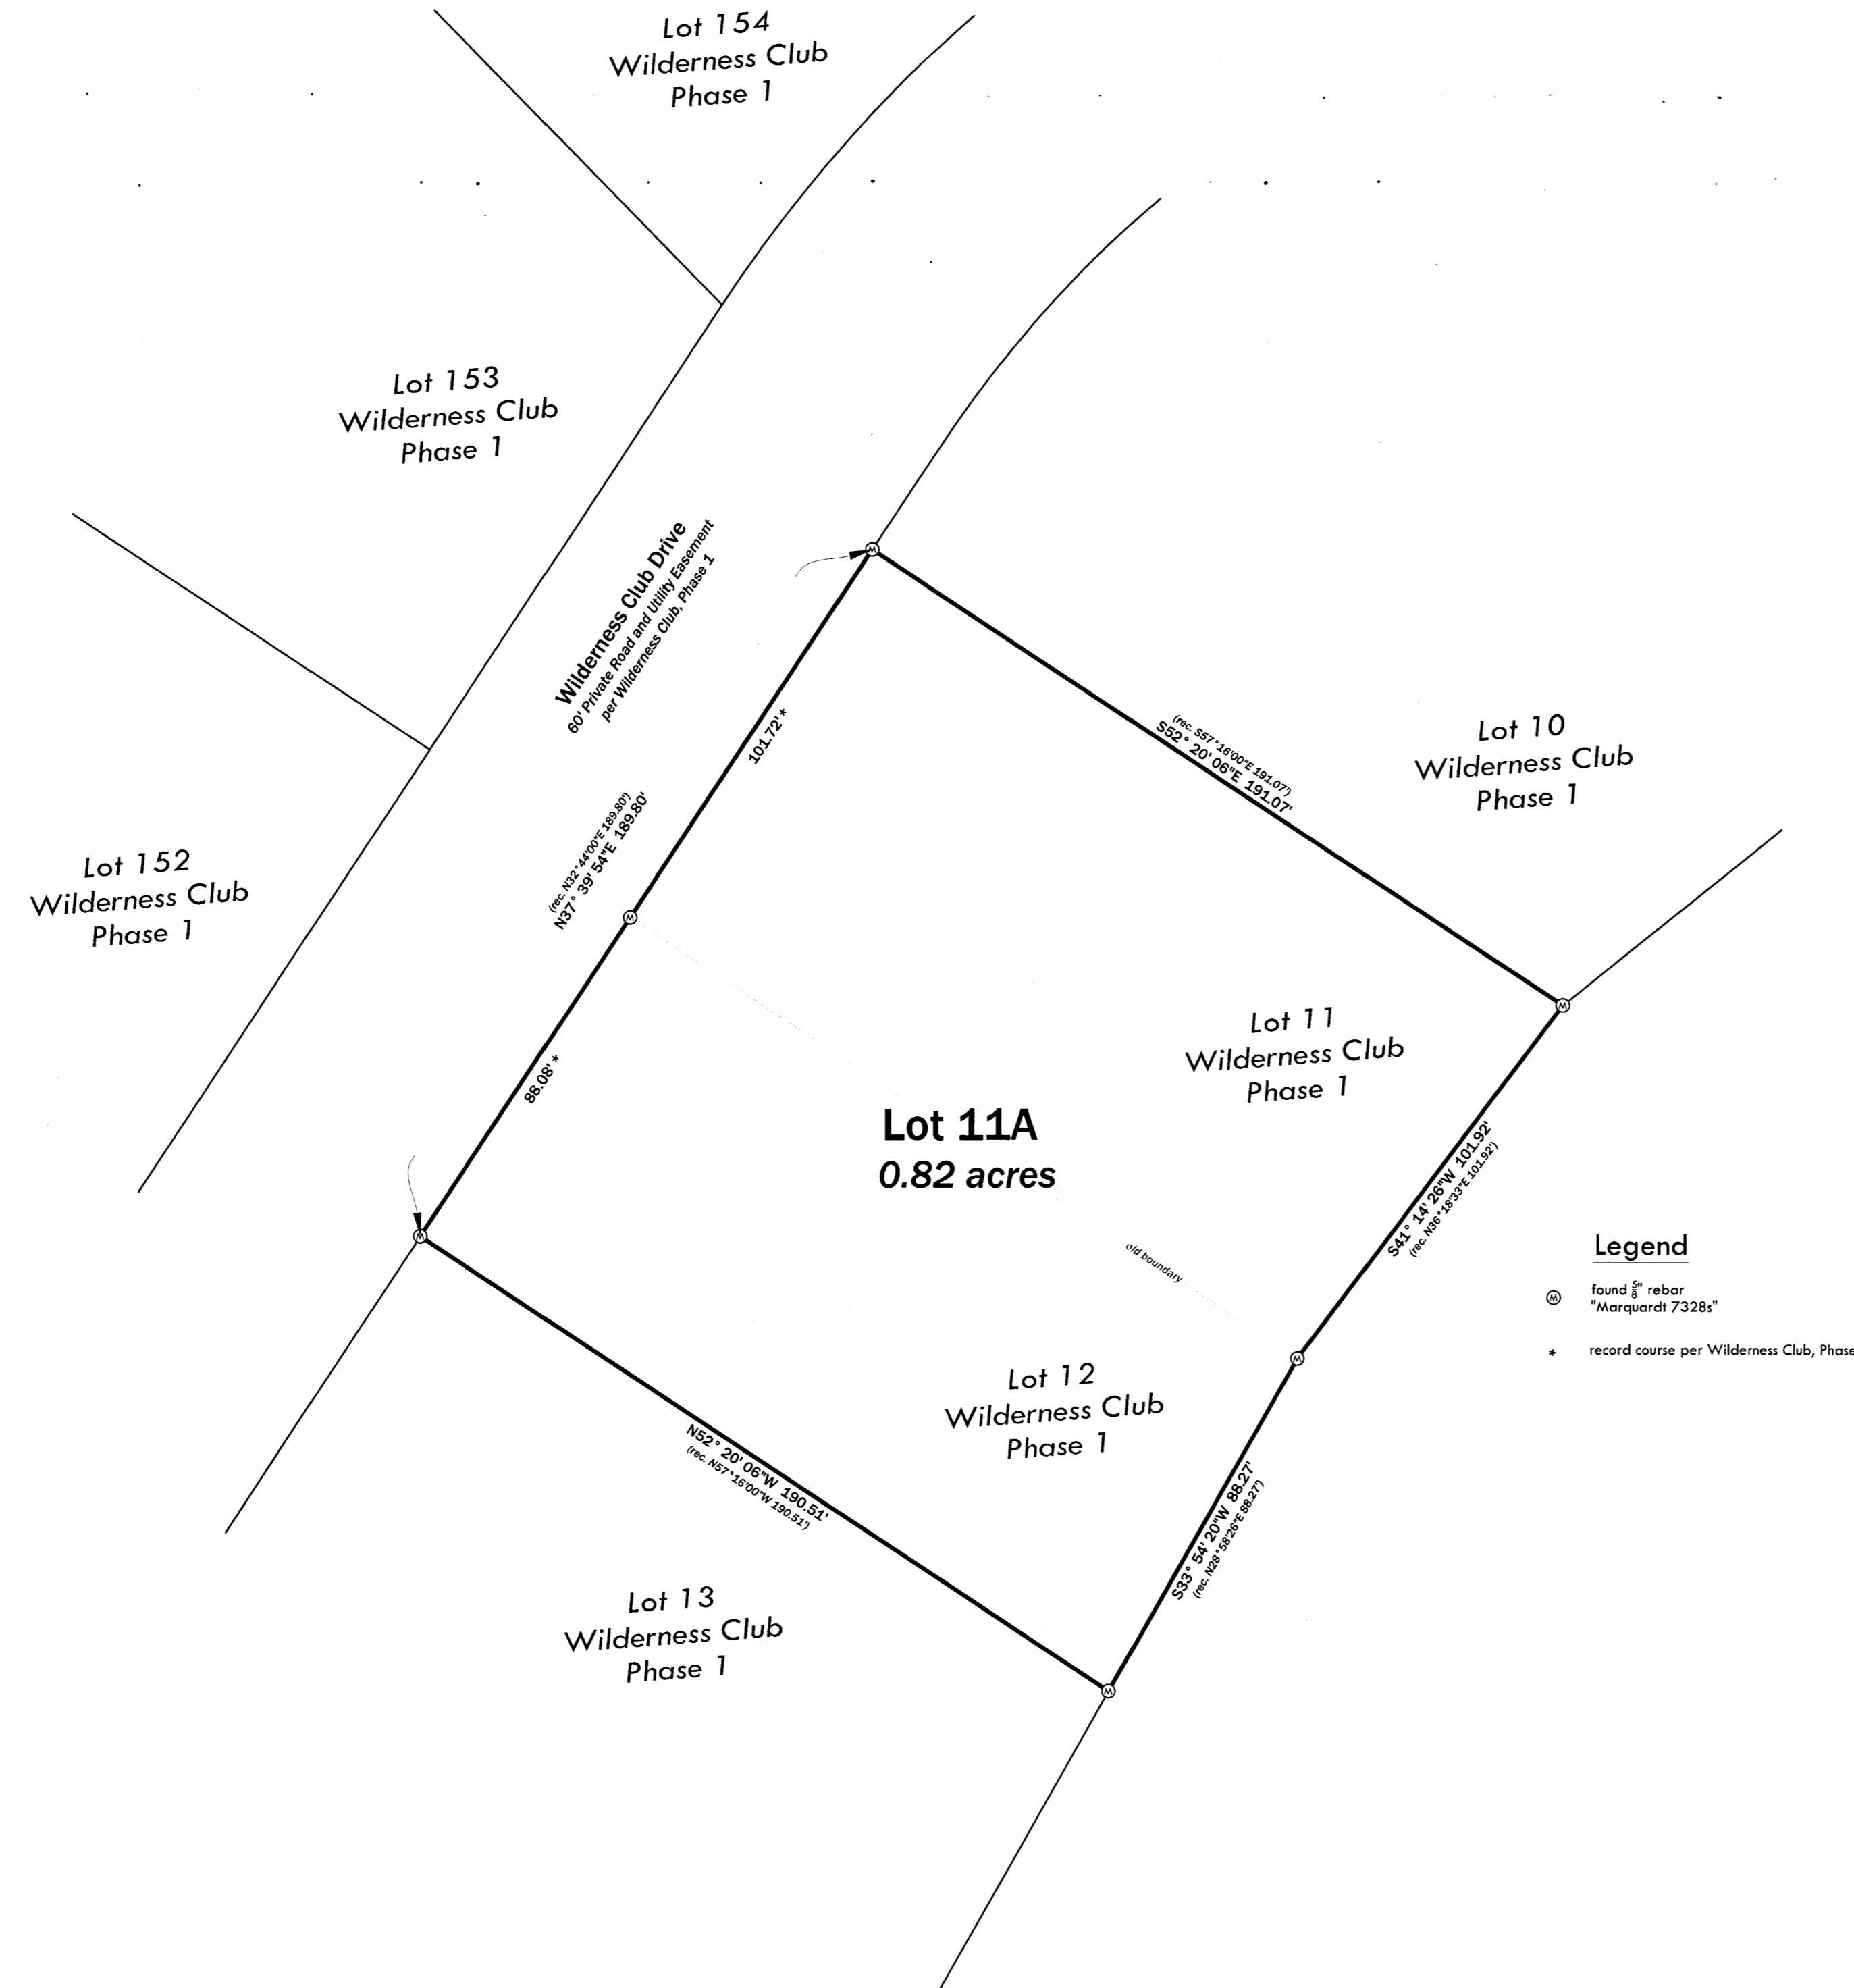 Lot 154
Wilderness Club
Phase 1
Lot 153
Wilderness Club
Phase 1
Wilderness Club Drive
60' Private Road and Utility Easement
per Wilderness Club, Phase 1
101.72' *
(rec. S57°16'00"E 191.07')
S52° 20' 06"E 191.07'
Lot 10
Wilderness Club
Phase 1
(rec. N32°44'00"E 189.80')
N37° 39' 54"E 189.80'
Lot 152
Wilderness Club
Phase 1
88.08' *
Lot 11
Wilderness Club
Phase 1
Lot 11A
0.82 acres
S41° 14' 26"W 101.92'
(rec. N36°18'33"E 101.92')
old boundary
Legend
M found 5/8" rebar
"Marquardt 7328s"
* record course per Wilderness Club, Phase
Lot 12
Wilderness Club
Phase 1
N52° 20' 06"W 190.51'
(rec. N57°16'00"W 190.51')
S33° 54' 20"W 88.27'
(rec. N28°58'26"E 88.27')
Lot 13
Wilderness Club
Phase 1